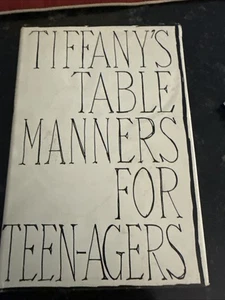 TIFFANY'S
TABLE
MANNERS
FOR
TEEN-AGERS